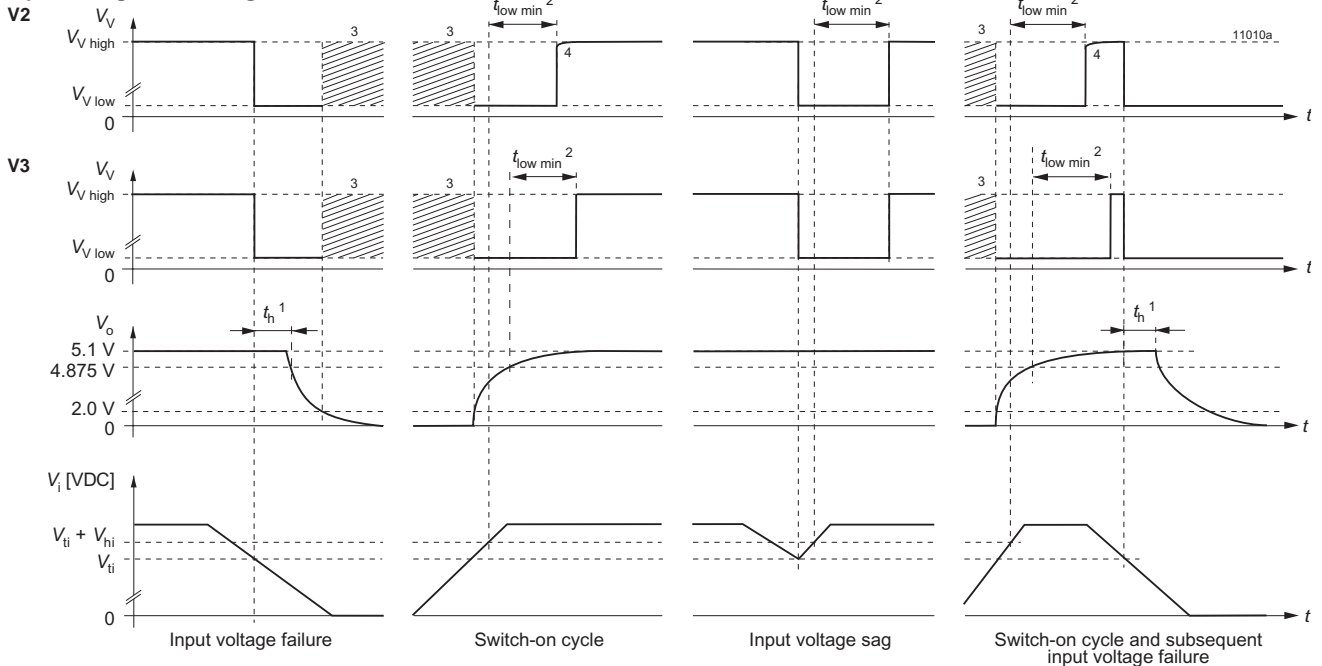 V2
V_V
V_V high
V_V low
0
3
3
t_low min 2
4
t_low min 2
3
t_low min 2
4
11010a
t
V3
V_V
V_V high
V_V low
0
3
3
t_low min 2
3
t_low min 2
t
V_o
5.1 V
4.875 V
2.0 V
0
t_h 1
t_h 1
t
V_i [VDC]
V_ti + V_hi
V_ti
0
t
Input voltage failure
Switch-on cycle
Input voltage sag
Switch-on cycle and subsequent
input voltage failure